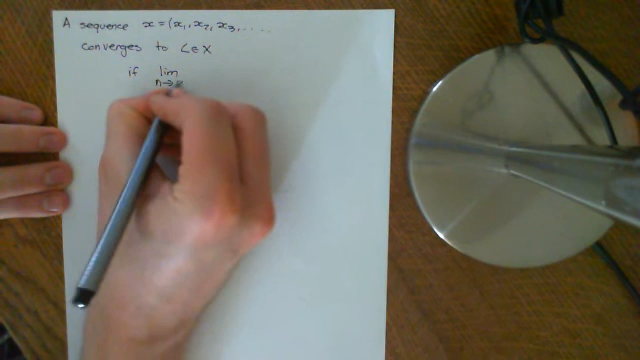 A sequence x = (x₁, x₂, x₃, .....
converges to L ∈ X
if lim
n→